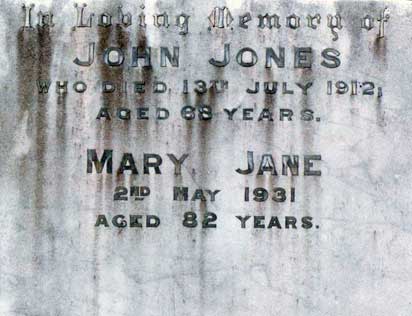 In Loving Memory of
JOHN JONES
WHO DIED 13TH JULY 1912,
AGED 68 YEARS.
MARY JANE
2ND MAY 1931
AGED 82 YEARS.